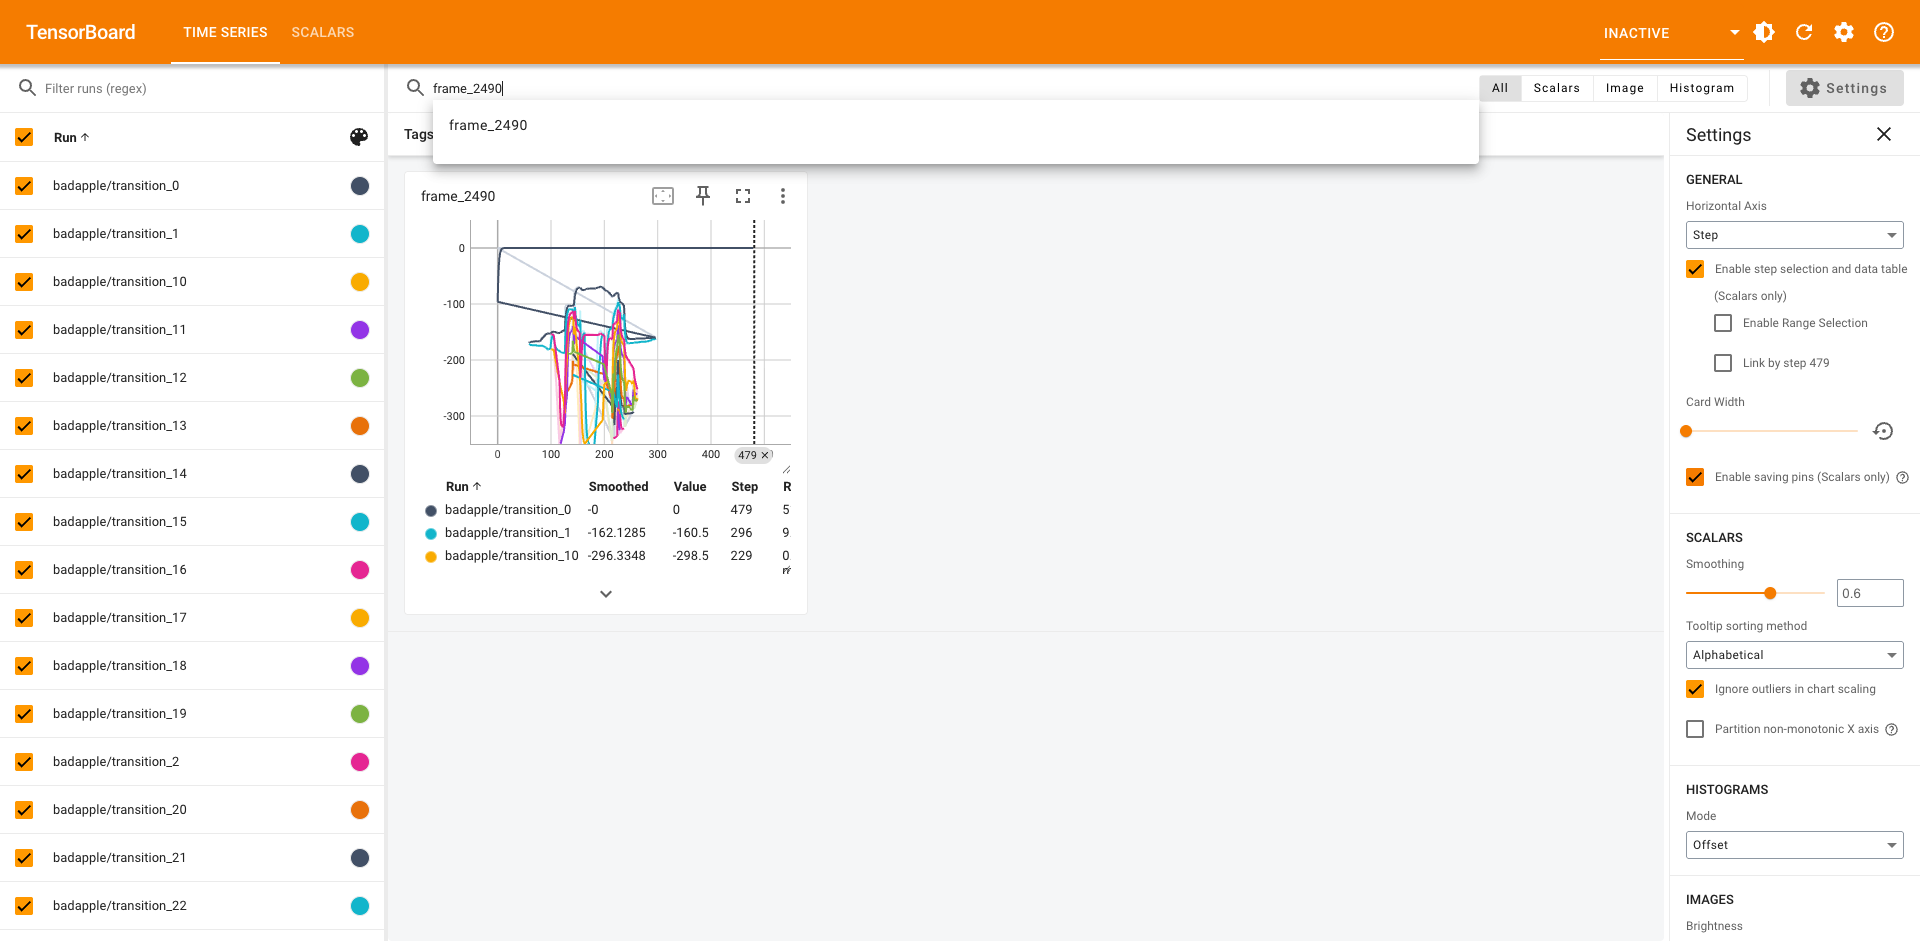 TensorBoard TIME SERIES SCALARS INACTIVE
Filter runs (regex)
Run
badapple/transition_0
badapple/transition_1
badapple/transition_10
badapple/transition_11
badapple/transition_12
badapple/transition_13
badapple/transition_14
badapple/transition_15
badapple/transition_16
badapple/transition_17
badapple/transition_18
badapple/transition_19
badapple/transition_2
badapple/transition_20
badapple/transition_21
badapple/transition_22
frame_2490
All Scalars Image Histogram Settings
frame_2490
Tags
frame_2490
0
-100
-200
-300
0 100 200 300 400 479
Run Smoothed Value Step R
badapple/transition_0 -0 0 479 5
badapple/transition_1 -162.1285 -160.5 296 9
badapple/transition_10 -296.3348 -298.5 229 0
Settings
GENERAL
Horizontal Axis
Step
Enable step selection and data table
(Scalars only)
Enable Range Selection
Link by step 479
Card Width
Enable saving pins (Scalars only)
SCALARS
Smoothing
0.6
Tooltip sorting method
Alphabetical
Ignore outliers in chart scaling
Partition non-monotonic X axis
HISTOGRAMS
Mode
Offset
IMAGES
Brightness